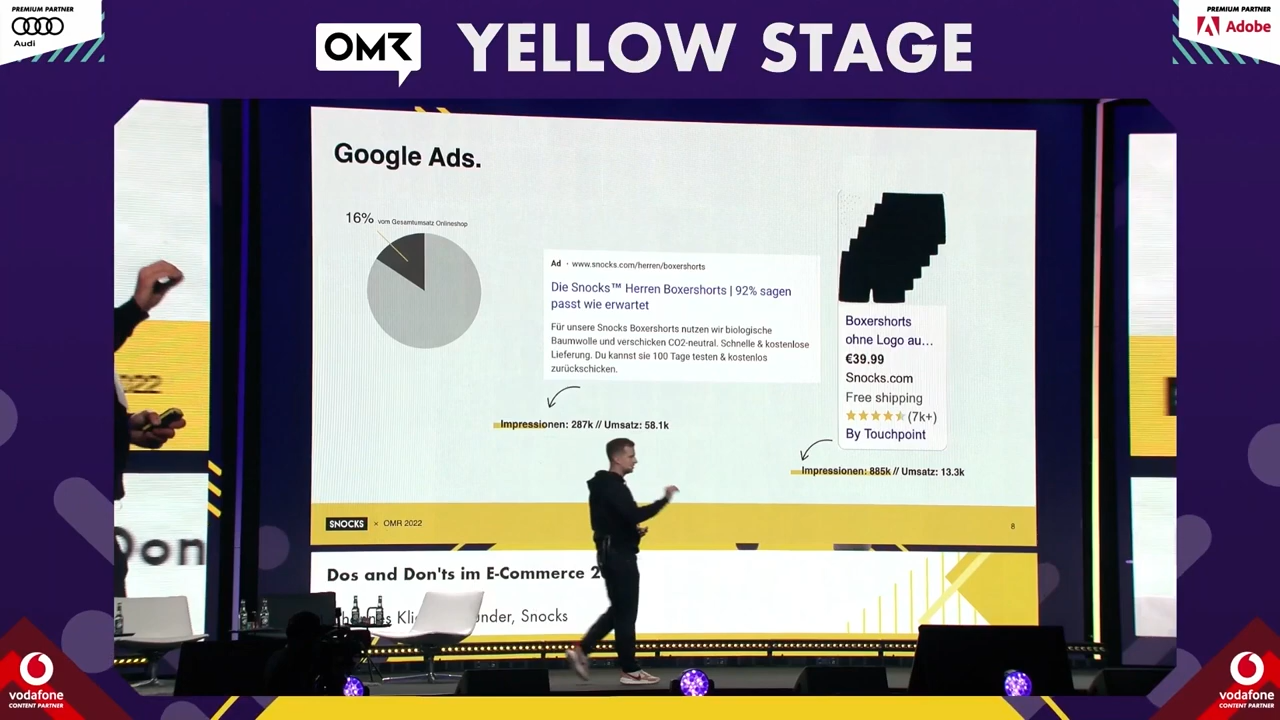 PREMIUM PARTNER
Audi
OMR YELLOW STAGE
PREMIUM PARTNER
Adobe
Google Ads.
16% vom Gesamtumsatz Onlineshop
Ad · www.snocks.com/herren/boxershorts
Die Snocks™ Herren Boxershorts | 92% sagen
passt wie erwartet
Für unsere Snocks Boxershorts nutzen wir biologische
Baumwolle und verschicken CO2-neutral. Schnelle & kostenlose
Lieferung. Du kannst sie 100 Tage testen & kostenlos
zurückschicken.
Impressionen: 287k // Umsatz: 58.1k
Boxershorts
ohne Logo au…
€39.99
Snocks.com
Free shipping
(7k+)
By Touchpoint
Impressionen: 885k // Umsatz: 13.3k
SNOCKS × OMR 2022
8
Dos and Don'ts im E-Commerce
Snocks
Don
vodafone
CONTENT PARTNER
vodafone
CONTENT PARTNER